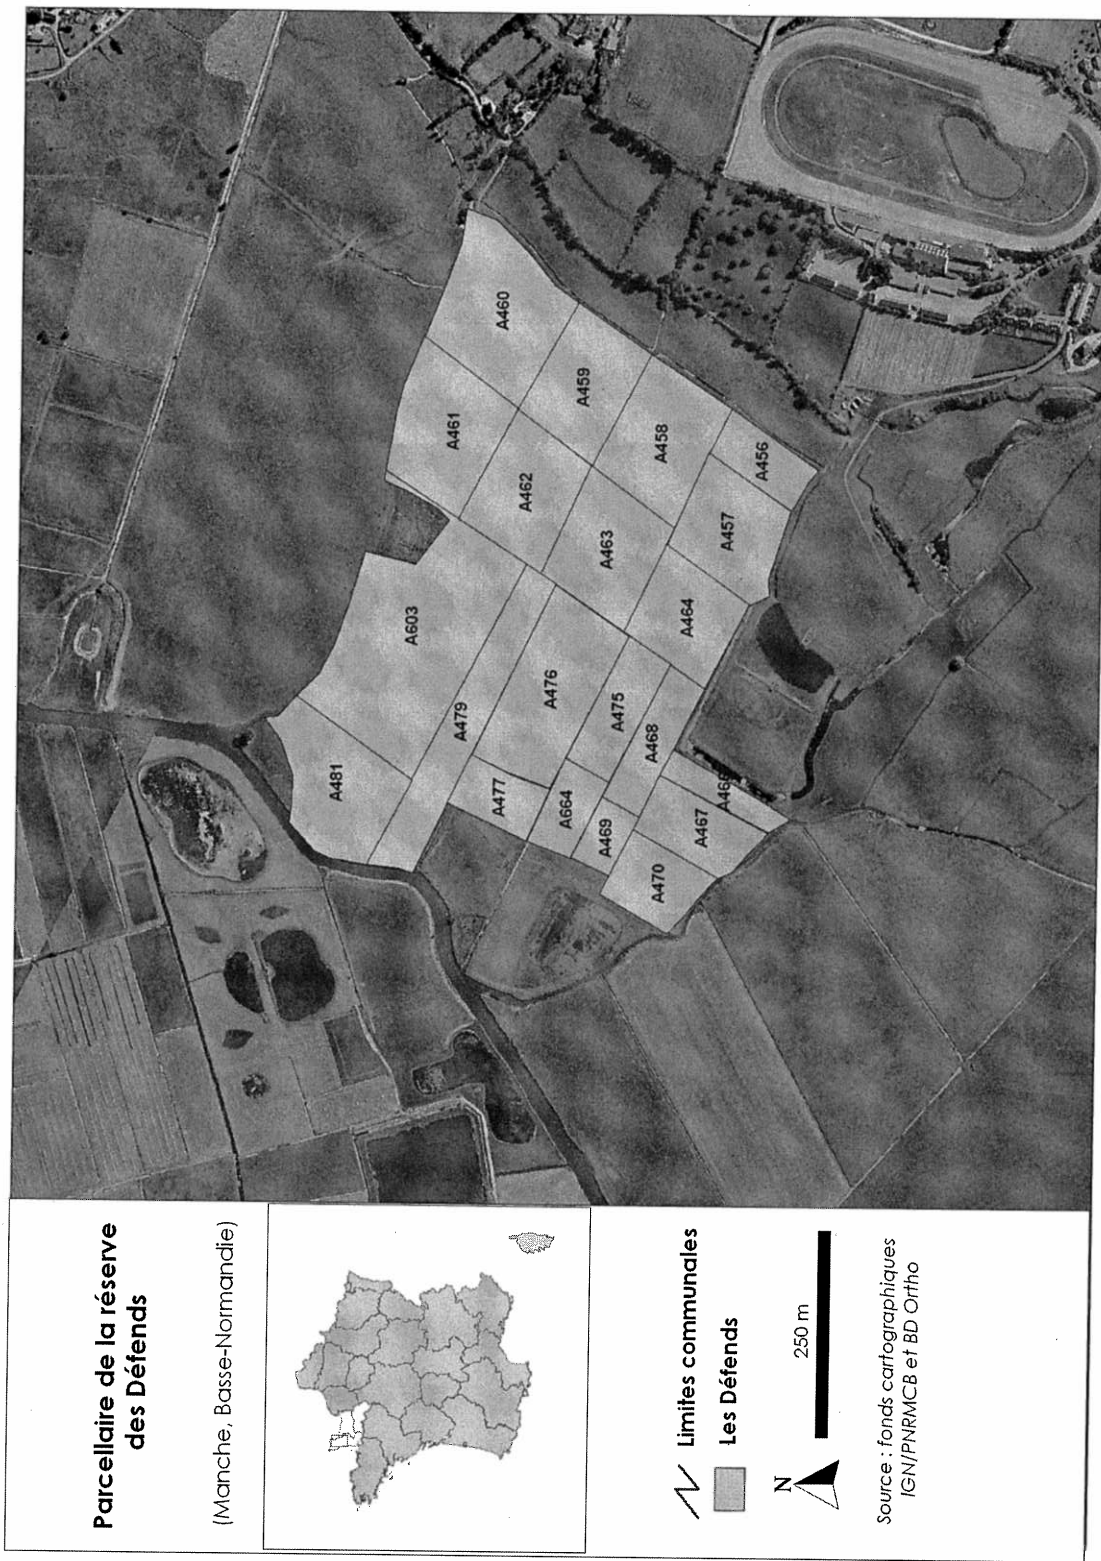 Parcellaire de la réserve
des Défends
(Manche, Basse-Normandie)
Limites communales
Les Défends
N
250 m
Source : fonds cartographiques
IGN/PNRMCB et BD Ortho
A481
A603
A461
A460
A479
A462
A459
A477
A476
A463
A458
A664
A475
A464
A457
A456
A469
A468
A470
A467